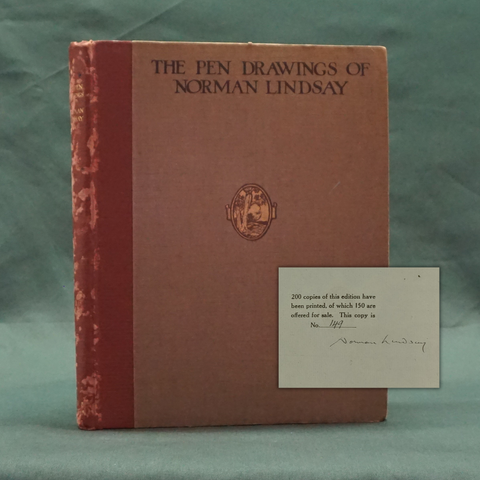 THE PEN DRAWINGS OF
NORMAN LINDSAY
200 copies of this edition have
been printed, of which 150 are
offered for sale. This copy is
No. 149
Norman Lindsay